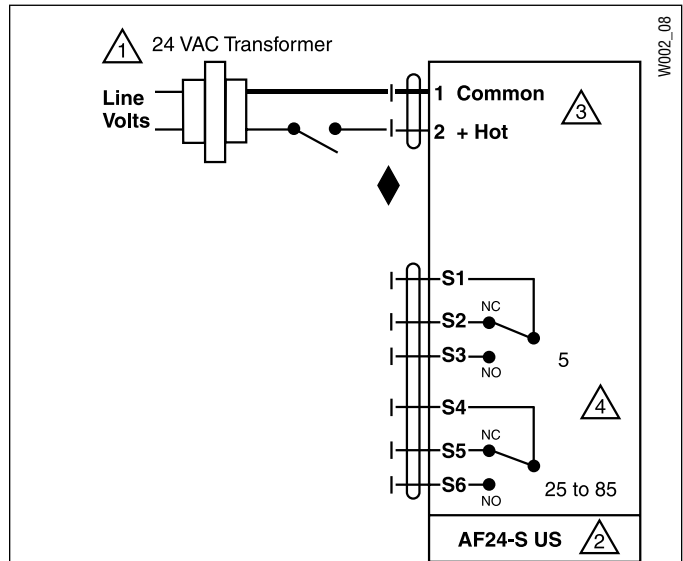 W002_08
1 24 VAC Transformer
Line
Volts
1 Common
3
2 + Hot
S1
NC
S2
S3
NO
5
S4
4
NC
S5
S6
NO
25 to 85
AF24-S US 2